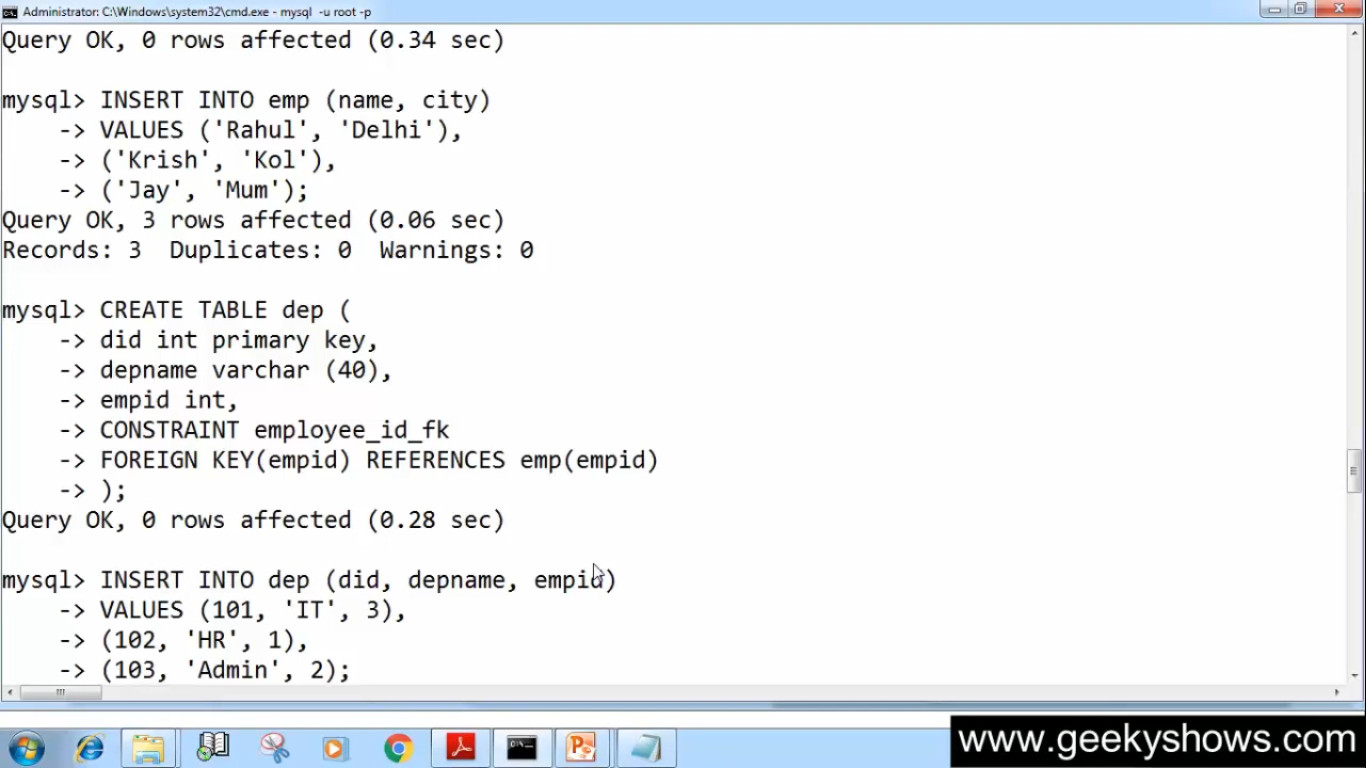 Administrator: C:\Windows\system32\cmd.exe - mysql -u root -p
Query OK, 0 rows affected (0.34 sec)
mysql> INSERT INTO emp (name, city)
    -> VALUES ('Rahul', 'Delhi'),
    -> ('Krish', 'Kol'),
    -> ('Jay', 'Mum');
Query OK, 3 rows affected (0.06 sec)
Records: 3  Duplicates: 0  Warnings: 0
mysql> CREATE TABLE dep (
    -> did int primary key,
    -> depname varchar (40),
    -> empid int,
    -> CONSTRAINT employee_id_fk
    -> FOREIGN KEY(empid) REFERENCES emp(empid)
    -> );
Query OK, 0 rows affected (0.28 sec)
mysql> INSERT INTO dep (did, depname, empid)
    -> VALUES (101, 'IT', 3),
    -> (102, 'HR', 1),
    -> (103, 'Admin', 2);
www.geekyshows.com